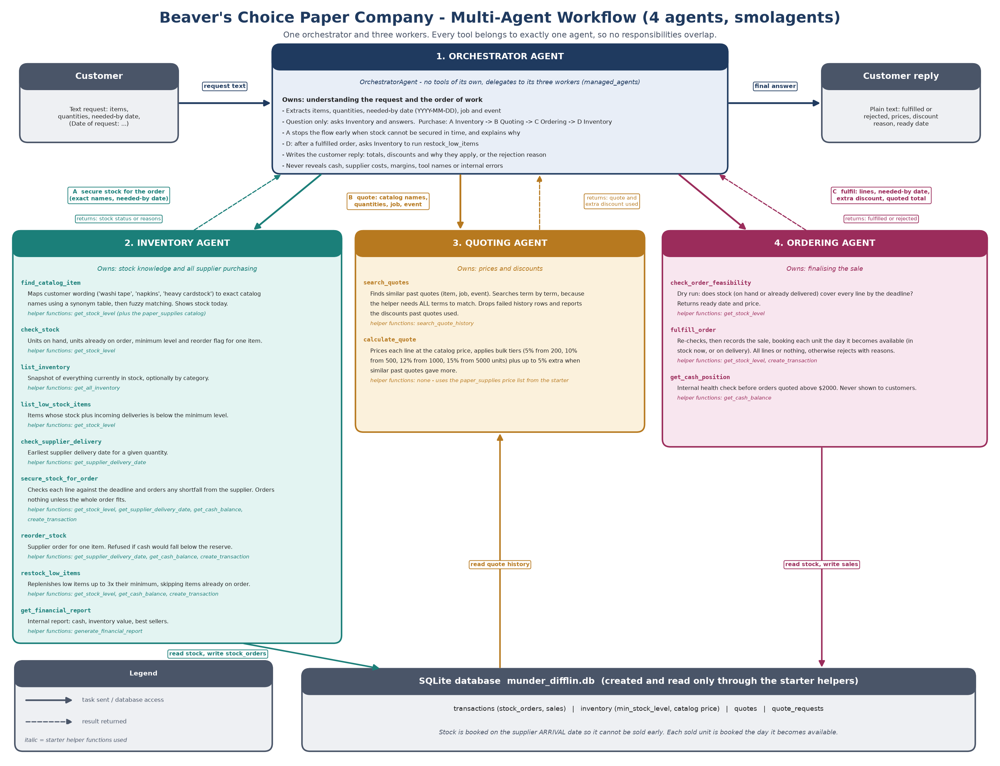 Beaver's Choice Paper Company - Multi-Agent Workflow (4 agents, smolagents)
One orchestrator and three workers. Every tool belongs to exactly one agent, so no responsibilities overlap.
Customer
Text request: items,
quantities, needed-by date,
(Date of request: ...)
request text
1. ORCHESTRATOR AGENT
OrchestratorAgent - no tools of its own, delegates to its three workers (managed_agents)
Owns: understanding the request and the order of work
- Extracts items, quantities, needed-by date (YYYY-MM-DD), job and event
- Question only: asks Inventory and answers.  Purchase: A Inventory -> B Quoting -> C Ordering -> D Inventory
- A stops the flow early when stock cannot be secured in time, and explains why
- D: after a fulfilled order, asks Inventory to run restock_low_items
- Writes the customer reply: totals, discounts and why they apply, or the rejection reason
- Never reveals cash, supplier costs, margins, tool names or internal errors
final answer
Customer reply
Plain text: fulfilled or
rejected, prices, discount
reason, ready date
A  secure stock for the order
(exact names, needed-by date)
returns: stock status or reasons
B  quote: catalog names,
quantities, job, event
returns: quote and
extra discount used
C  fulfil: lines, needed-by date,
extra discount, quoted total
returns: fulfilled or rejected
2. INVENTORY AGENT
Owns: stock knowledge and all supplier purchasing
find_catalog_item
Maps customer wording ('washi tape', 'napkins', 'heavy cardstock') to exact catalog
names using a synonym table, then fuzzy matching. Shows stock today.
helper functions: get_stock_level (plus the paper_supplies catalog)
check_stock
Units on hand, units already on order, minimum level and reorder flag for one item.
helper functions: get_stock_level
list_inventory
Snapshot of everything currently in stock, optionally by category.
helper functions: get_all_inventory
list_low_stock_items
Items whose stock plus incoming deliveries is below the minimum level.
helper functions: get_stock_level
check_supplier_delivery
Earliest supplier delivery date for a given quantity.
helper functions: get_supplier_delivery_date
secure_stock_for_order
Checks each line against the deadline and orders any shortfall from the supplier. Orders
nothing unless the whole order fits.
helper functions: get_stock_level, get_supplier_delivery_date, get_cash_balance,
create_transaction
reorder_stock
Supplier order for one item. Refused if cash would fall below the reserve.
helper functions: get_supplier_delivery_date, get_cash_balance, create_transaction
restock_low_items
Replenishes low items up to 3x their minimum, skipping items already on order.
helper functions: get_stock_level, get_cash_balance, create_transaction
get_financial_report
Internal report: cash, inventory value, best sellers.
helper functions: generate_financial_report
3. QUOTING AGENT
Owns: prices and discounts
search_quotes
Finds similar past quotes (item, job, event). Searches term by term, because
the helper needs ALL terms to match. Drops failed history rows and reports
the discounts past quotes used.
helper functions: search_quote_history
calculate_quote
Prices each line at the catalog price, applies bulk tiers (5% from 200, 10%
from 500, 12% from 1000, 15% from 5000 units) plus up to 5% extra when
similar past quotes gave more.
helper functions: none - uses the paper_supplies price list from the starter
4. ORDERING AGENT
Owns: finalising the sale
check_order_feasibility
Dry run: does stock (on hand or already delivered) cover every line by the deadline?
Returns ready date and price.
helper functions: get_stock_level
fulfill_order
Re-checks, then records the sale, booking each unit the day it becomes available (in
stock now, or on delivery). All lines or nothing, otherwise rejects with reasons.
helper functions: get_stock_level, create_transaction
get_cash_position
Internal health check before orders quoted above $2000. Never shown to customers.
helper functions: get_cash_balance
read quote history
read stock, write sales
read stock, write stock_orders
Legend
task sent / database access
result returned
italic = starter helper functions used
SQLite database  munder_difflin.db  (created and read only through the starter helpers)
transactions (stock_orders, sales)   |   inventory (min_stock_level, catalog price)   |   quotes   |   quote_requests
Stock is booked on the supplier ARRIVAL date so it cannot be sold early. Each sold unit is booked the day it becomes available.